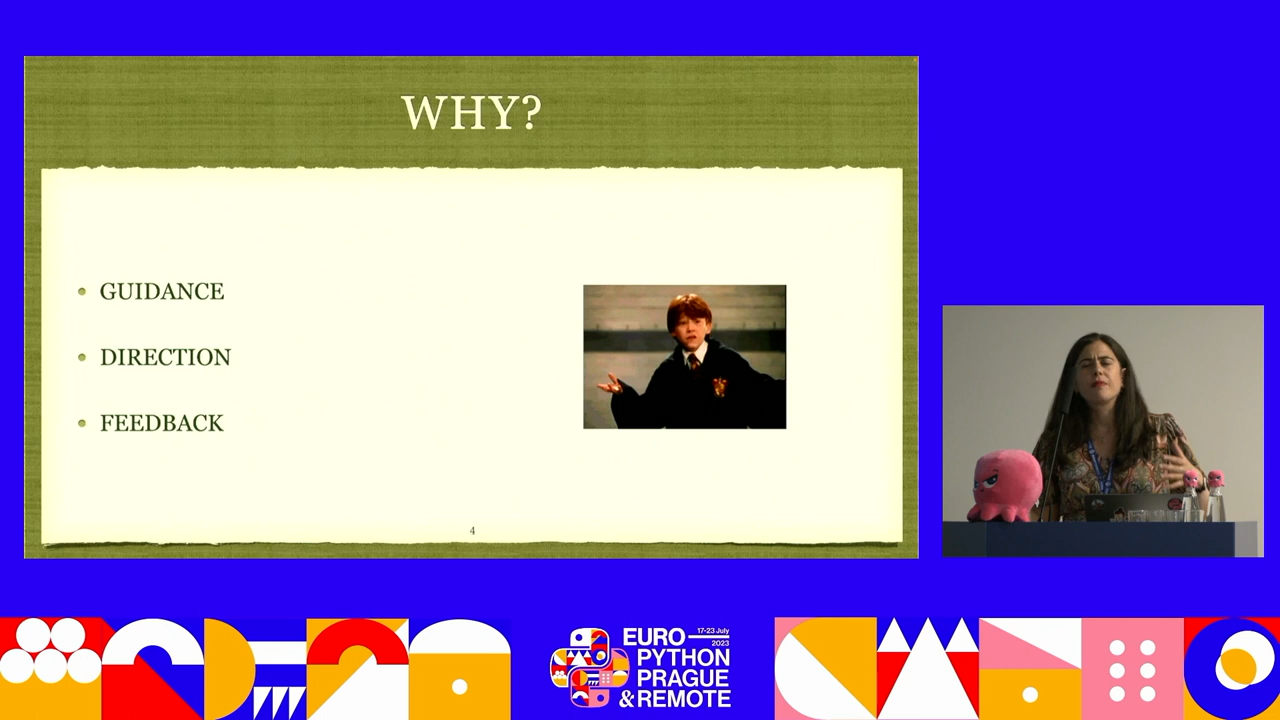 WHY?
GUIDANCE
DIRECTION
FEEDBACK
4
EURO
17-23 July
2023
PYTHON
PRAGUE
& REMOTE